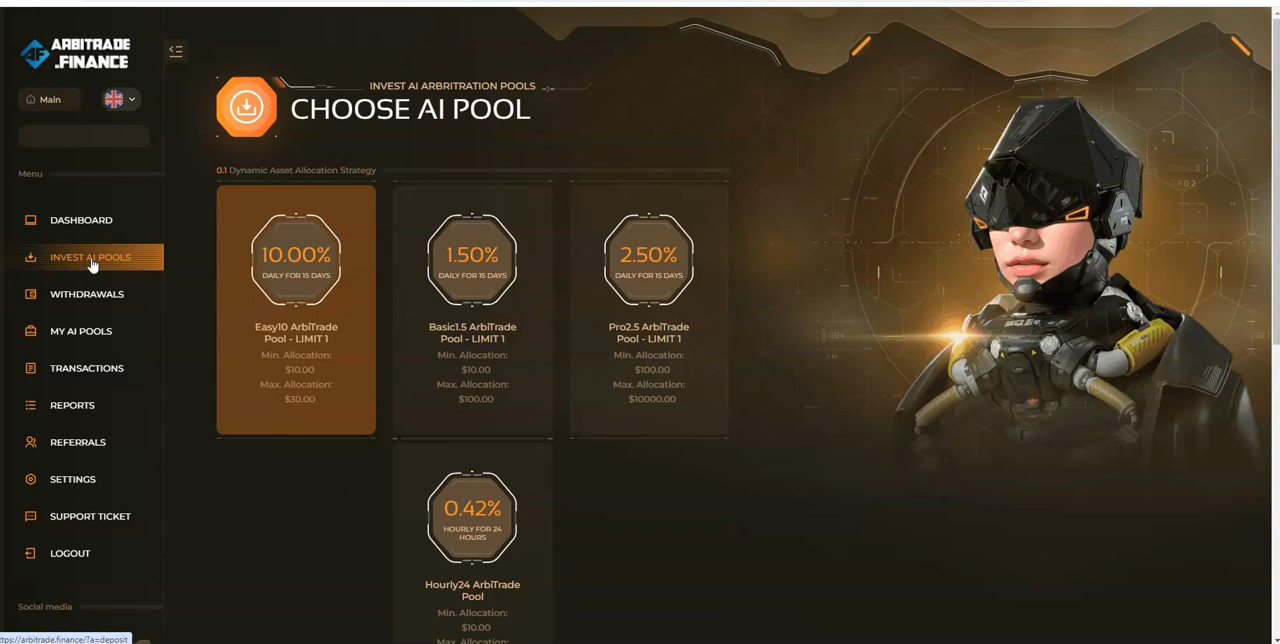 ARBITRADE
.FINANCE
Main
Menu
DASHBOARD
INVEST AI POOLS
WITHDRAWALS
MY AI POOLS
TRANSACTIONS
REPORTS
REFERRALS
SETTINGS
SUPPORT TICKET
LOGOUT
Social media
ttps://arbitrade.finance/?a=deposit
INVEST AI ARBRITRATION POOLS
CHOOSE AI POOL
0.1 Dynamic Asset Allocation Strategy
10.00%
DAILY FOR 15 DAYS
Easy10 ArbiTrade
Pool - LIMIT 1
Min. Allocation:
$10.00
Max. Allocation:
$30.00
1.50%
DAILY FOR 15 DAYS
Basic1.5 ArbiTrade
Pool - LIMIT 1
Min. Allocation:
$10.00
Max. Allocation:
$100.00
2.50%
DAILY FOR 15 DAYS
Pro2.5 ArbiTrade
Pool - LIMIT 1
Min. Allocation:
$100.00
Max. Allocation:
$10000.00
0.42%
HOURLY FOR 24
HOURS
Hourly24 ArbiTrade
Pool
Min. Allocation:
$10.00
Max. Allocation: